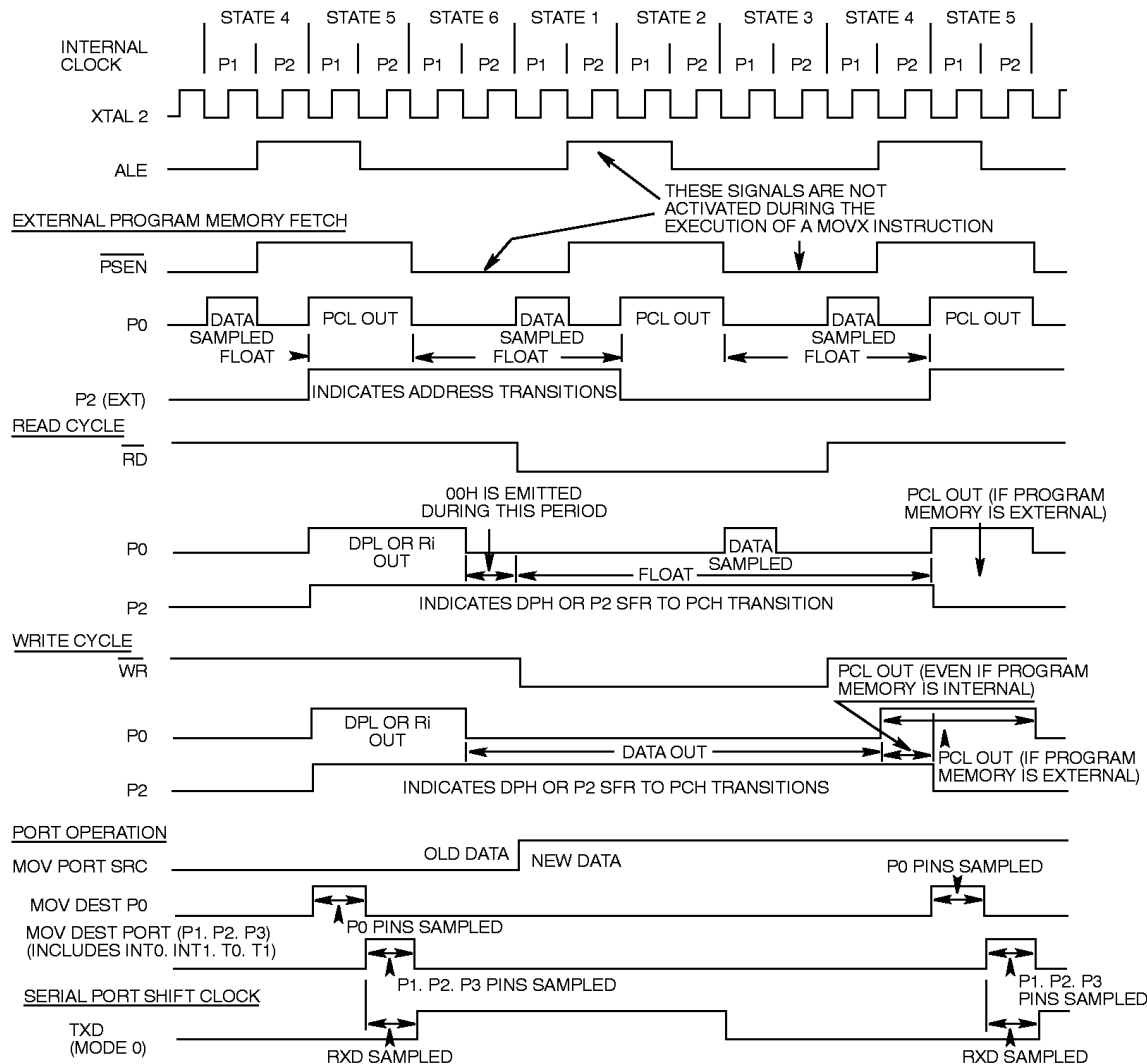 STATE 4 STATE 5 STATE 6 STATE 1 STATE 2 STATE 3 STATE 4 STATE 5
INTERNAL
CLOCK
P1 P2 P1 P2 P1 P2 P1 P2 P1 P2 P1 P2 P1 P2 P1 P2
XTAL 2
ALE
THESE SIGNALS ARE NOT
ACTIVATED DURING THE
EXECUTION OF A MOVX INSTRUCTION
EXTERNAL PROGRAM MEMORY FETCH
PSEN
P0
DATA PCL OUT DATA PCL OUT DATA PCL OUT
SAMPLED SAMPLED SAMPLED
FLOAT FLOAT FLOAT
P2 (EXT)
INDICATES ADDRESS TRANSITIONS
READ CYCLE
RD
00H IS EMITTED
DURING THIS PERIOD
PCL OUT (IF PROGRAM
MEMORY IS EXTERNAL)
P0
DPL OR Ri
OUT
DATA
SAMPLED
FLOAT
P2
INDICATES DPH OR P2 SFR TO PCH TRANSITION
WRITE CYCLE
WR
PCL OUT (EVEN IF PROGRAM
MEMORY IS INTERNAL)
P0
DPL OR Ri
OUT
DATA OUT
PCL OUT (IF PROGRAM
MEMORY IS EXTERNAL)
P2
INDICATES DPH OR P2 SFR TO PCH TRANSITIONS
PORT OPERATION
MOV PORT SRC
OLD DATA NEW DATA
P0 PINS SAMPLED
MOV DEST P0
P0 PINS SAMPLED
MOV DEST PORT (P1. P2. P3)
(INCLUDES INT0. INT1. T0. T1)
P1. P2. P3 PINS SAMPLED
P1. P2. P3
PINS SAMPLED
SERIAL PORT SHIFT CLOCK
TXD
(MODE 0)
RXD SAMPLED RXD SAMPLED